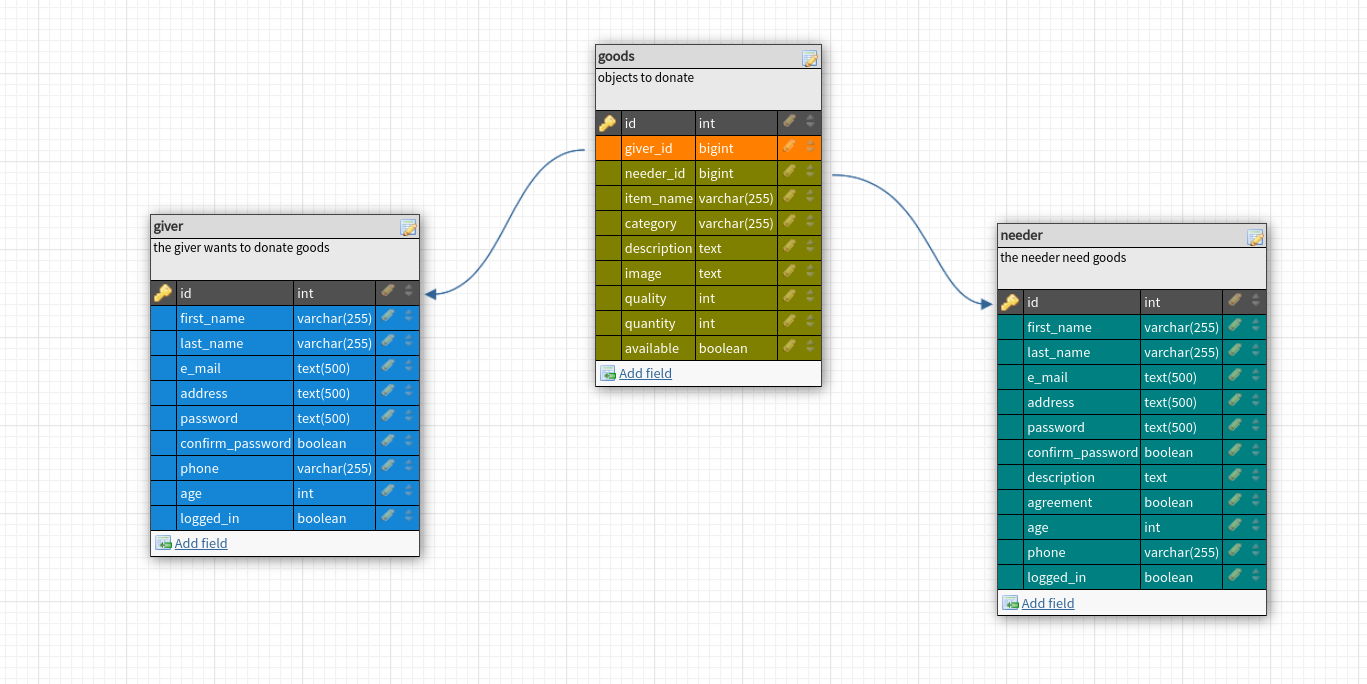 goods
objects to donate
id int
giver_id bigint
needer_id bigint
item_name varchar(255)
category varchar(255)
description text
image text
quality int
quantity int
available boolean
Add field
giver
the giver wants to donate goods
id int
first_name varchar(255)
last_name varchar(255)
e_mail text(500)
address text(500)
password text(500)
confirm_password boolean
phone varchar(255)
age int
logged_in boolean
Add field
needer
the needer need goods
id int
first_name varchar(255)
last_name varchar(255)
e_mail text(500)
address text(500)
password text(500)
confirm_password boolean
description text
agreement boolean
age int
phone varchar(255)
logged_in boolean
Add field